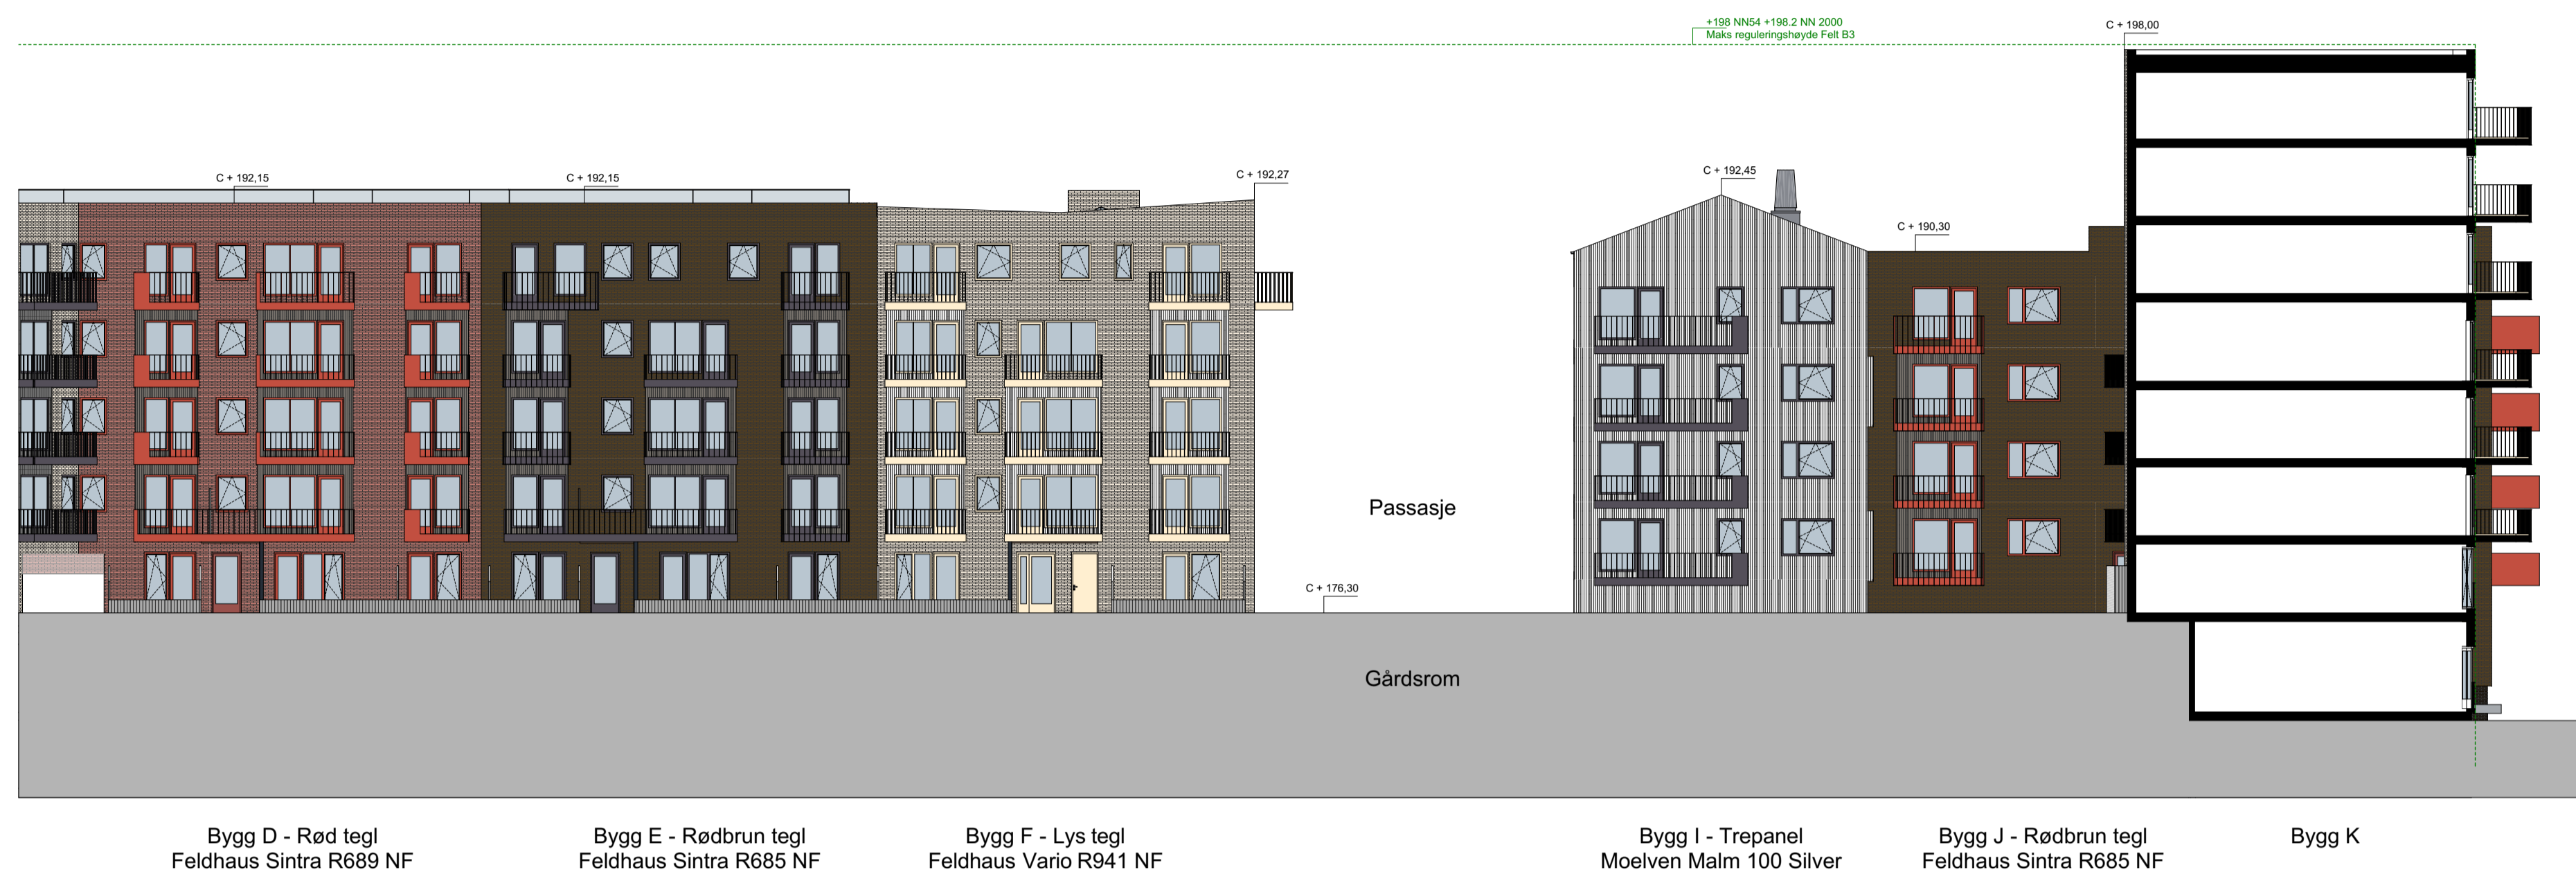 +198 NN54 +198.2 NN 2000
Maks reguleringshøyde Felt B3
C + 198,00
C + 192,15
C + 192,15
C + 192,27
C + 192,45
C + 190,30
Passasje
C + 176,30
Gårdsrom
Bygg D - Rød tegl
Feldhaus Sintra R689 NF
Bygg E - Rødbrun tegl
Feldhaus Sintra R685 NF
Bygg F - Lys tegl
Feldhaus Vario R941 NF
Bygg I - Trepanel
Moelven Malm 100 Silver
Bygg J - Rødbrun tegl
Feldhaus Sintra R685 NF
Bygg K